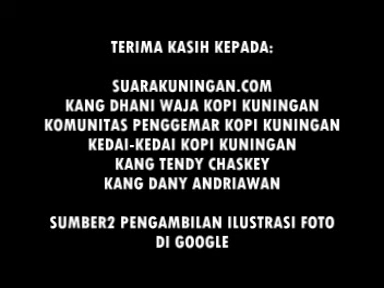 TERIMA KASIH KEPADA:
SUARAKUNINGAN.COM
KANG DHANI WAJA KOPI KUNINGAN
KOMUNITAS PENGGEMAR KOPI KUNINGAN
KEDAI-KEDAI KOPI KUNINGAN
KANG TENDY CHASKEY
KANG DANY ANDRIAWAN
SUMBER2 PENGAMBILAN ILUSTRASI FOTO
DI GOOGLE